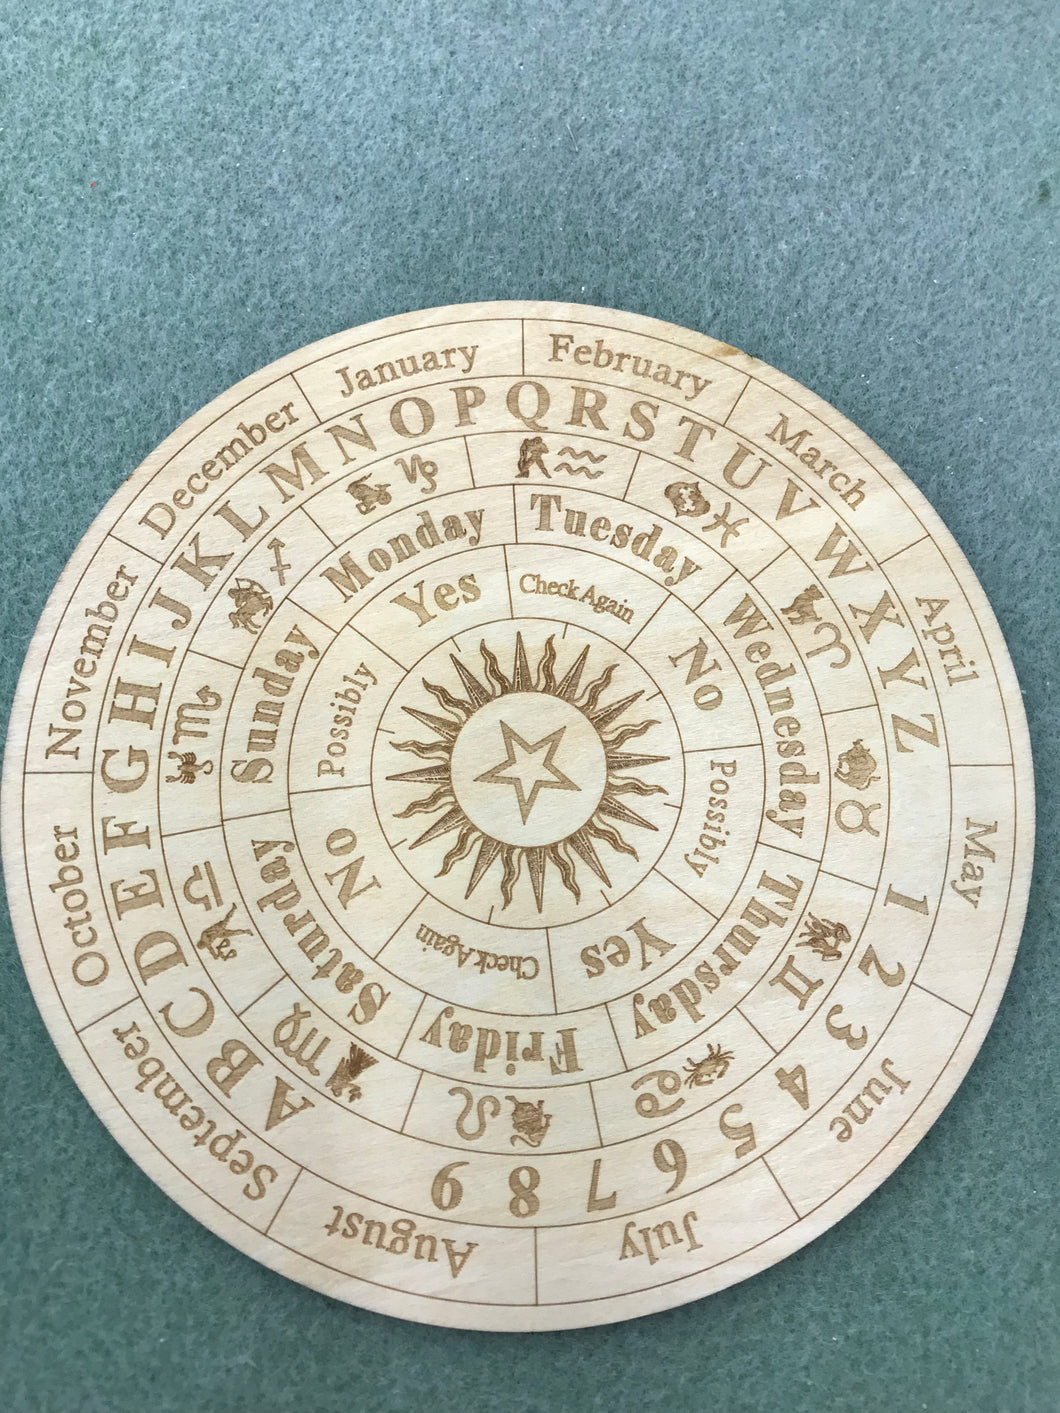 January
February
March
April
May
June
July
August
September
October
November
December
A B C D E F G H I J K L M N O P Q R S T U V W X Y Z
1 2 3 4 5 6 7 8 9
♑
♒
♓
♈
♉
♊
♋
♌
♍
♎
♏
♐
Monday
Tuesday
Wednesday
Thursday
Friday
Saturday
Sunday
Yes
Check Again
No
Possibly
Yes
Check Again
No
Possibly